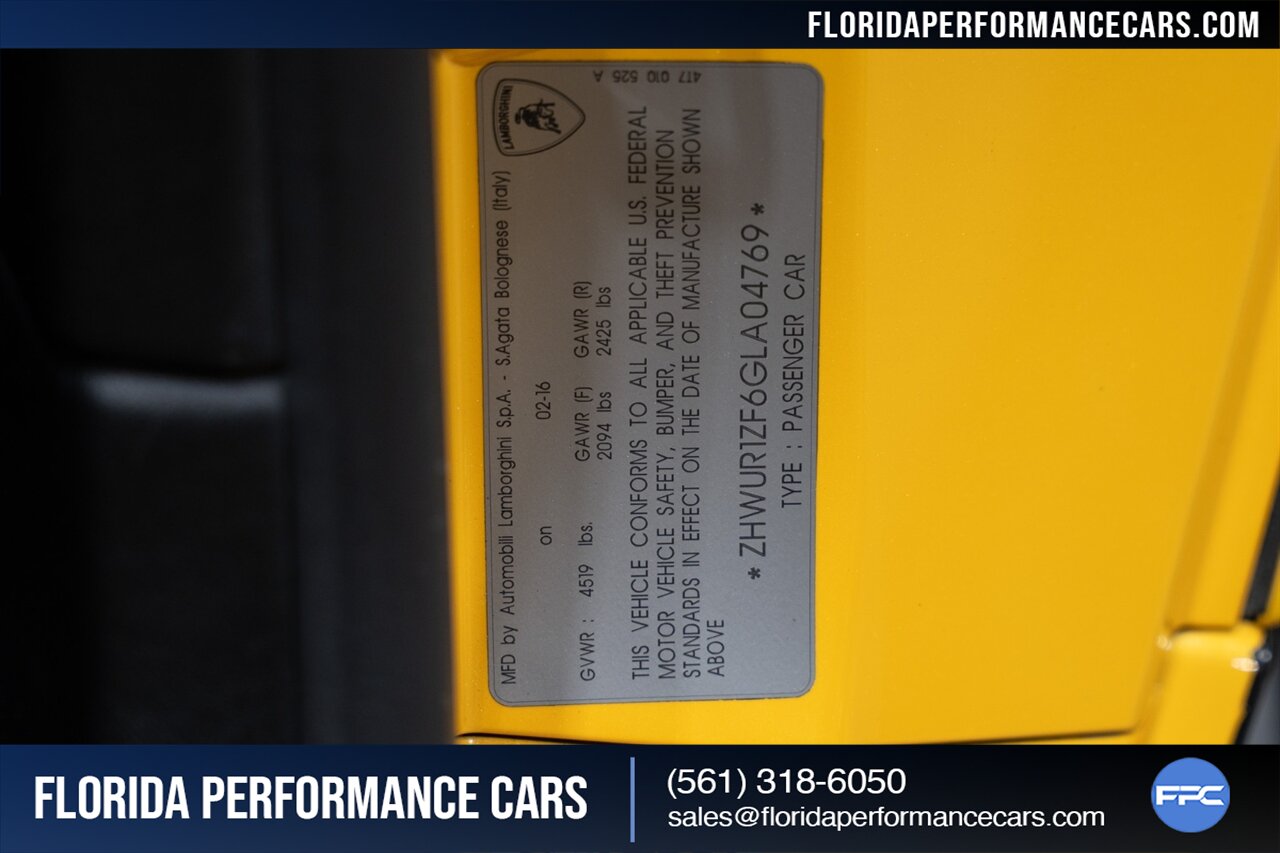 FLORIDAPERFORMANCECARS.COM
LAMBORGHINI
4T7 010 525 A
MFD by Automobili Lamborghini S.p.A. - S.Agata Bolognese (Italy)
on 02-16
GVWR : 4519 lbs. GAWR (F) GAWR (R)
2094 lbs 2425 lbs
THIS VEHICLE CONFORMS TO ALL APPLICABLE U.S. FEDERAL
MOTOR VEHICLE SAFETY, BUMPER, AND THEFT PREVENTION
STANDARDS IN EFFECT ON THE DATE OF MANUFACTURE SHOWN
ABOVE
* ZHWUR1ZF6GLA04769 *
TYPE : PASSENGER CAR
FLORIDA PERFORMANCE CARS
(561) 318-6050
sales@floridaperformancecars.com
FPC